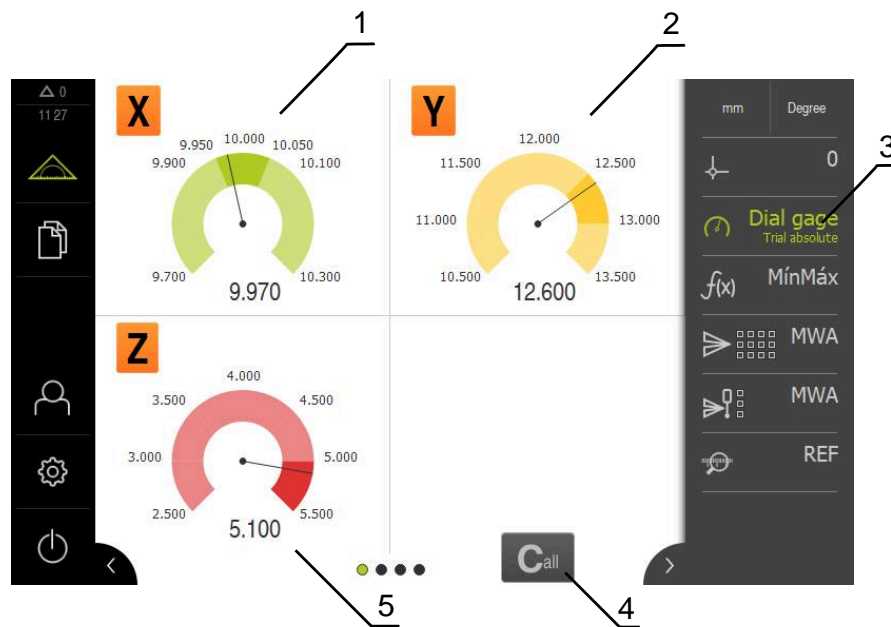 1
2
3
4
5
△ 0
11 27
X
9.700
9.900
9.950
10.000
10.050
10.100
10.300
9.970
Y
10.500
11.000
11.500
12.000
12.500
13.000
13.500
12.600
Z
2.500
3.000
3.500
4.000
4.500
5.000
5.500
5.100
Call
mm Degree
0
Dial gage
Trial absolute
f(x) MínMáx
MWA
MWA
REF